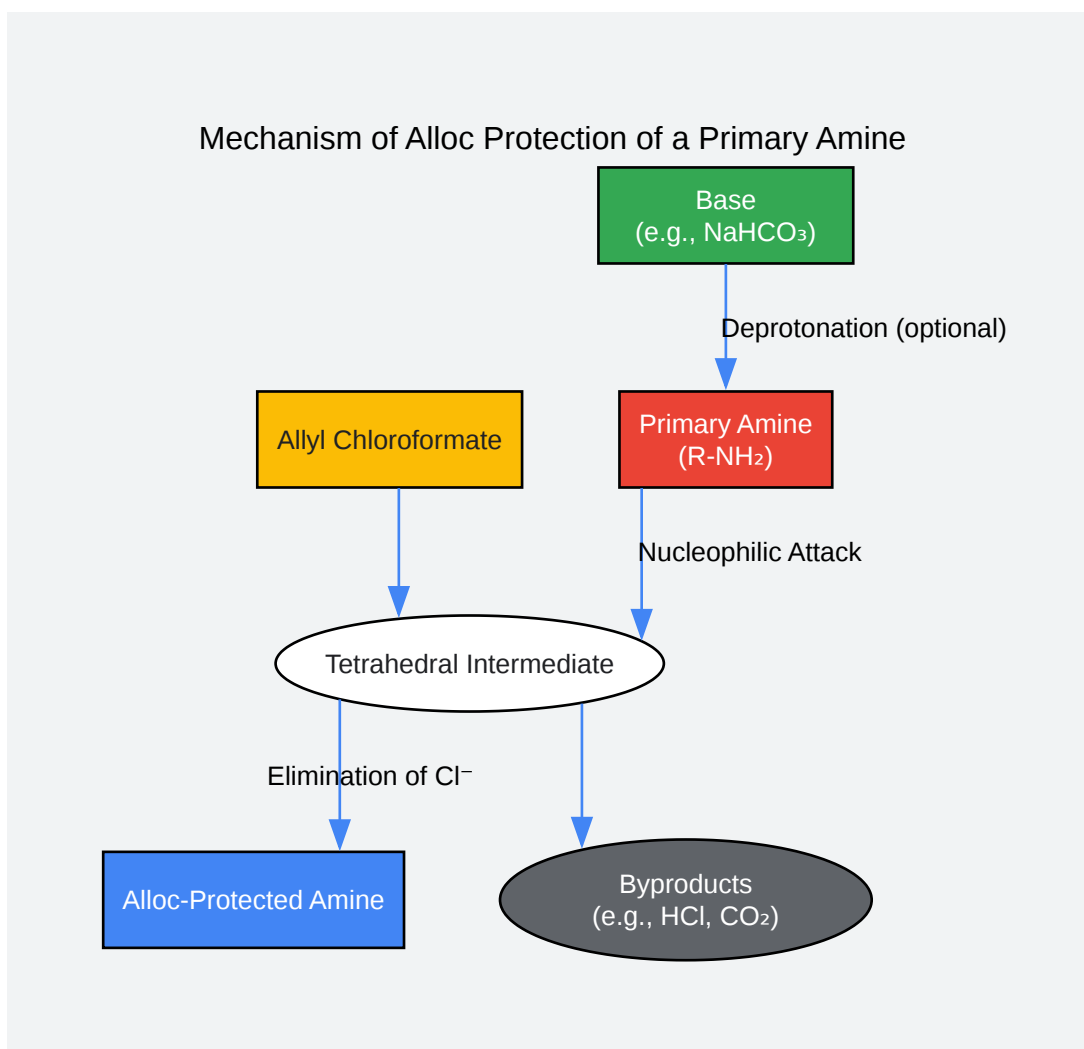 Mechanism of Alloc Protection of a Primary Amine
Base
(e.g., NaHCO₃)
Deprotonation (optional)
Allyl Chloroformate
Primary Amine
(R-NH₂)
Nucleophilic Attack
Tetrahedral Intermediate
Elimination of Cl⁻
Alloc-Protected Amine
Byproducts
(e.g., HCl, CO₂)